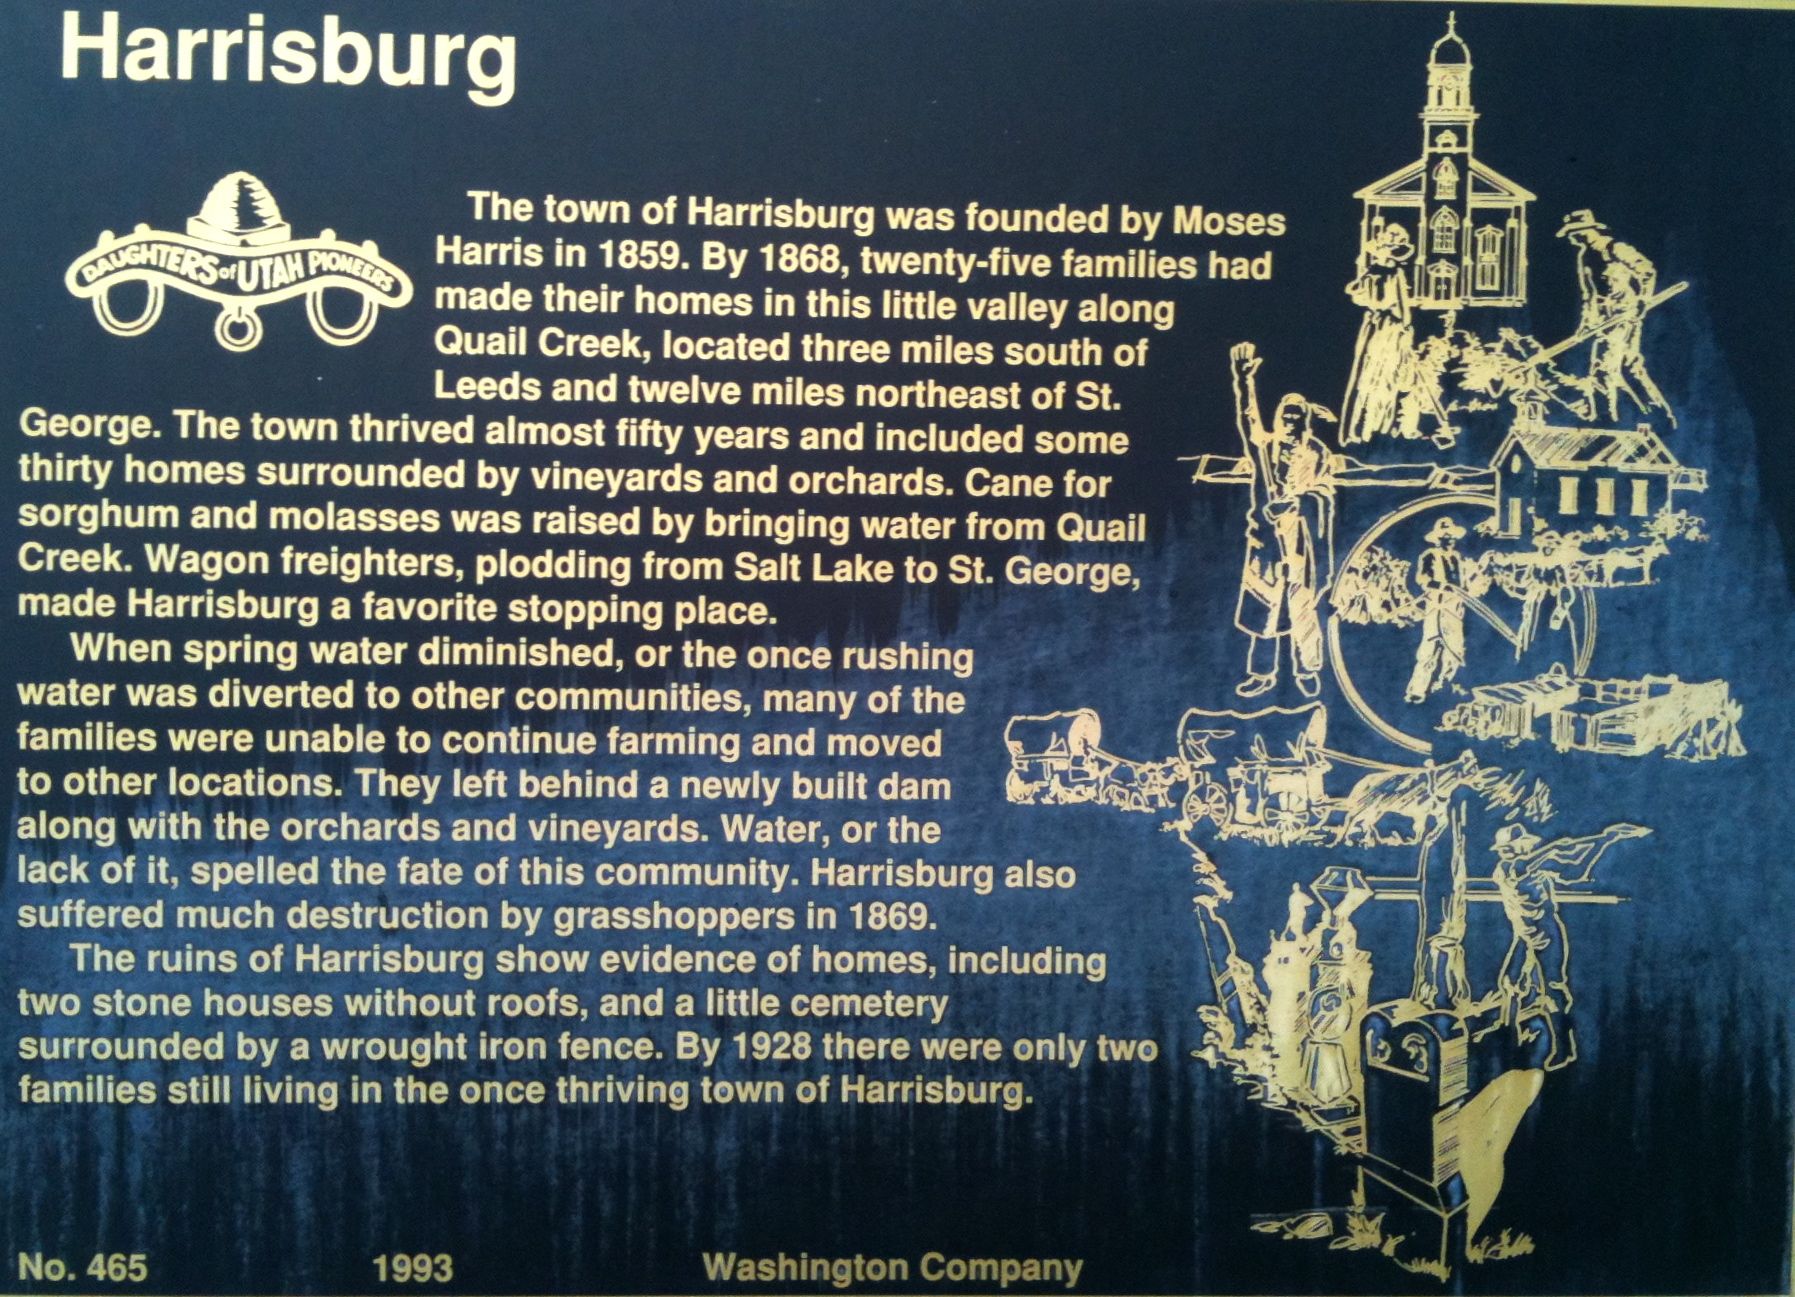 Harrisburg
DAUGHTERS of UTAH PIONEERS
The town of Harrisburg was founded by Moses
Harris in 1859. By 1868, twenty-five families had
made their homes in this little valley along
Quail Creek, located three miles south of
Leeds and twelve miles northeast of St.
George. The town thrived almost fifty years and included some
thirty homes surrounded by vineyards and orchards. Cane for
sorghum and molasses was raised by bringing water from Quail
Creek. Wagon freighters, plodding from Salt Lake to St. George,
made Harrisburg a favorite stopping place.
When spring water diminished, or the once rushing
water was diverted to other communities, many of the
families were unable to continue farming and moved
to other locations. They left behind a newly built dam
along with the orchards and vineyards. Water, or the
lack of it, spelled the fate of this community. Harrisburg also
suffered much destruction by grasshoppers in 1869.
The ruins of Harrisburg show evidence of homes, including
two stone houses without roofs, and a little cemetery
surrounded by a wrought iron fence. By 1928 there were only two
families still living in the once thriving town of Harrisburg.
No. 465 1993 Washington Company